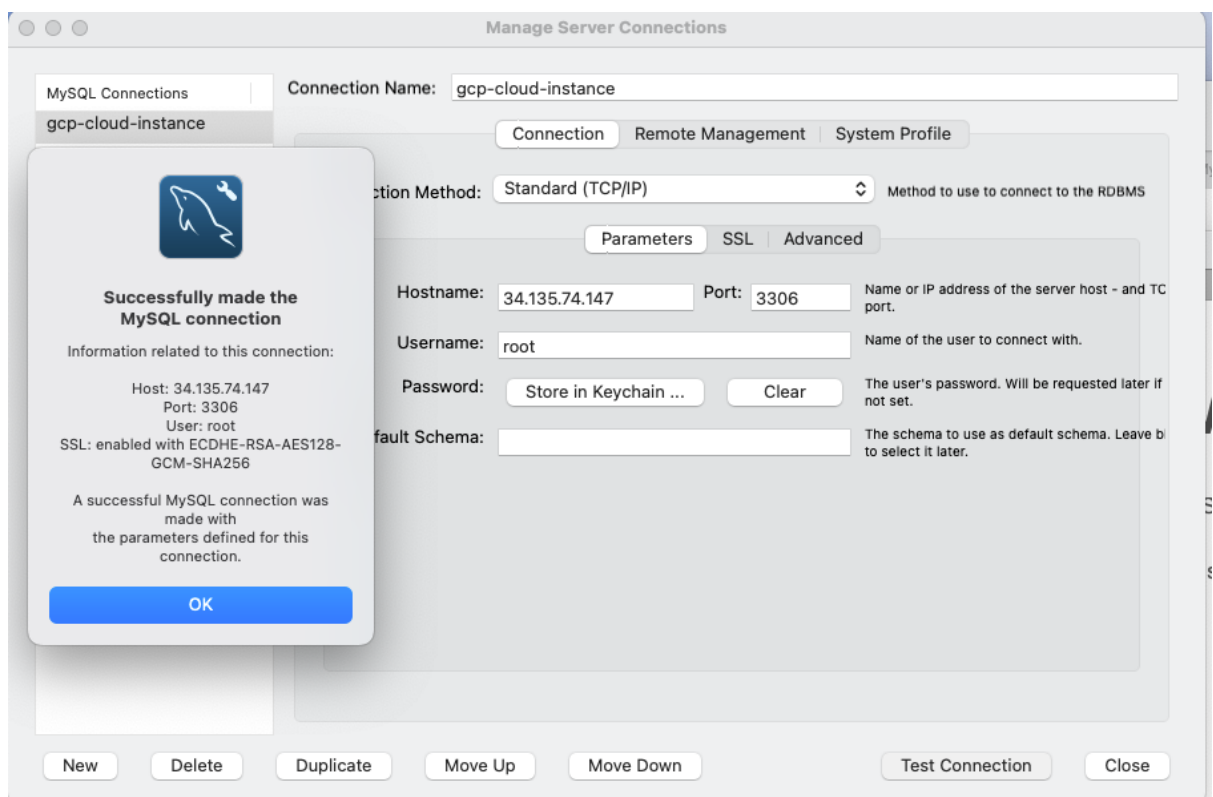 Manage Server Connections
MySQL Connections
gcp-cloud-instance
Connection Name: gcp-cloud-instance
Connection Remote Management System Profile
ction Method: Standard (TCP/IP) Method to use to connect to the RDBMS
Parameters SSL Advanced
Hostname: 34.135.74.147 Port: 3306 Name or IP address of the server host - and TC
port.
Username: root Name of the user to connect with.
Password: Store in Keychain ... Clear The user's password. Will be requested later if
not set.
fault Schema: The schema to use as default schema. Leave bl
to select it later.
Successfully made the
MySQL connection
Information related to this connection:
Host: 34.135.74.147
Port: 3306
User: root
SSL: enabled with ECDHE-RSA-AES128-
GCM-SHA256
A successful MySQL connection was
made with
the parameters defined for this
connection.
OK
New Delete Duplicate Move Up Move Down Test Connection Close